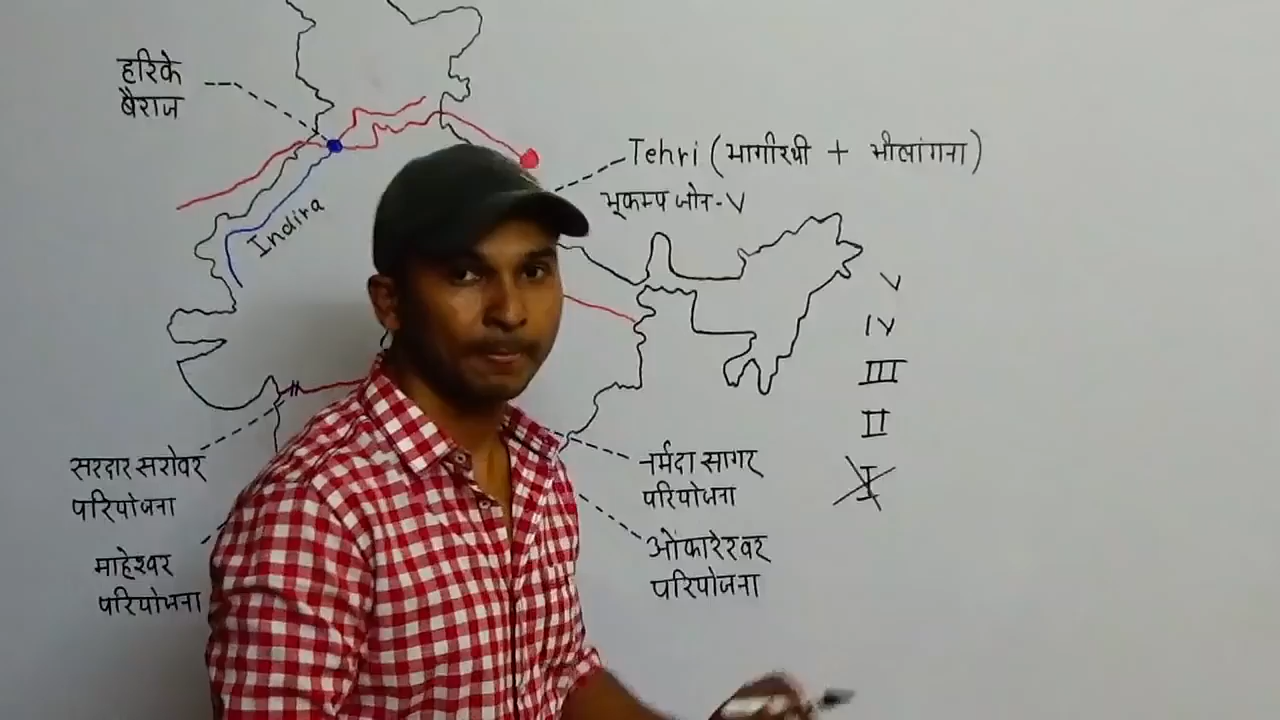 हरिके
बैराज
Tehri (भागीरथी + भीलांगना)
भूकम्प जोन-V
Indira
V
IV
III
II
I
सरदार सरोवर
परियोजना
नर्मदा सागर
परियोजना
माहेश्वर
परियोजना
ओंकारेश्वर
परियोजना